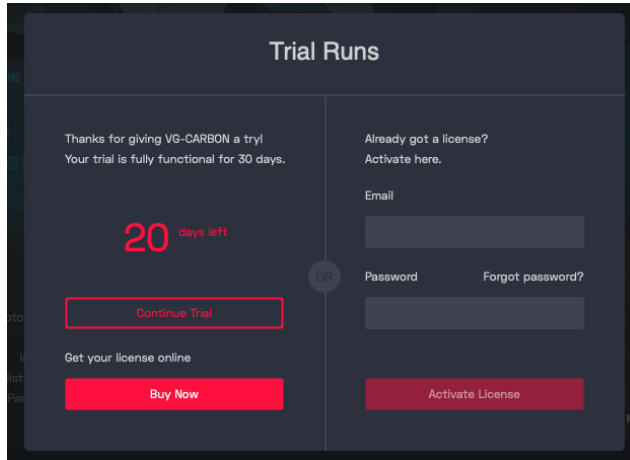 Trial Runs
Thanks for giving VG-CARBON a try!
Your trial is fully functional for 30 days.
20 days left
Continue Trial
Get your license online
Buy Now
OR
Already got a license?
Activate here.
Email
Password
Forgot password?
Activate License